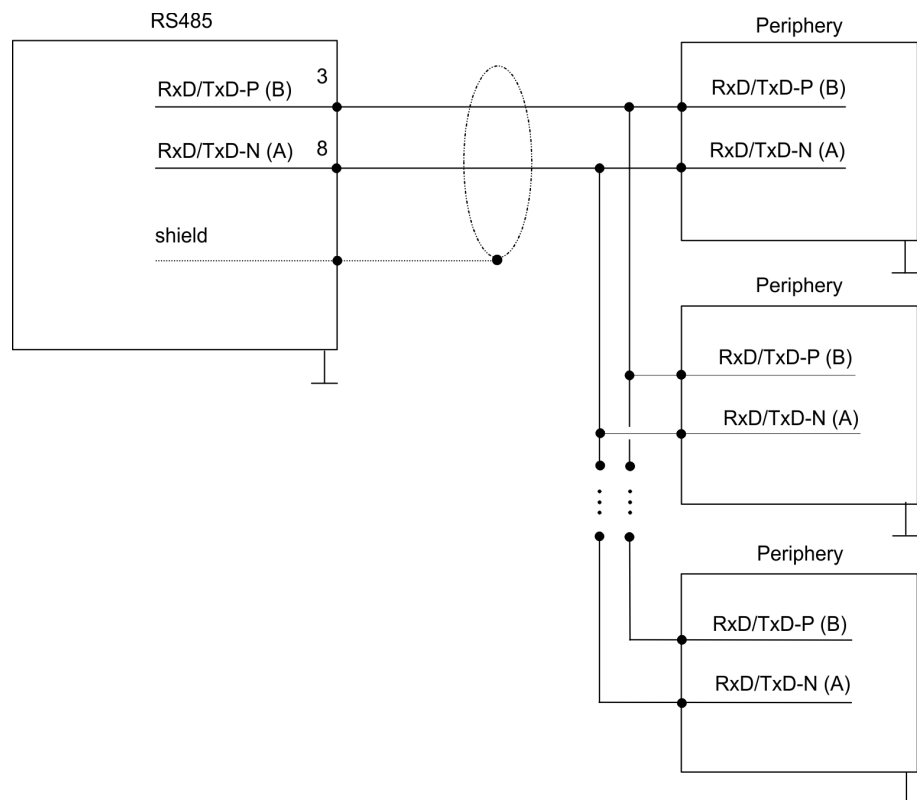 RS485
RxD/TxD-P (B)
3
RxD/TxD-N (A)
8
shield
Periphery
RxD/TxD-P (B)
RxD/TxD-N (A)
Periphery
RxD/TxD-P (B)
RxD/TxD-N (A)
Periphery
RxD/TxD-P (B)
RxD/TxD-N (A)